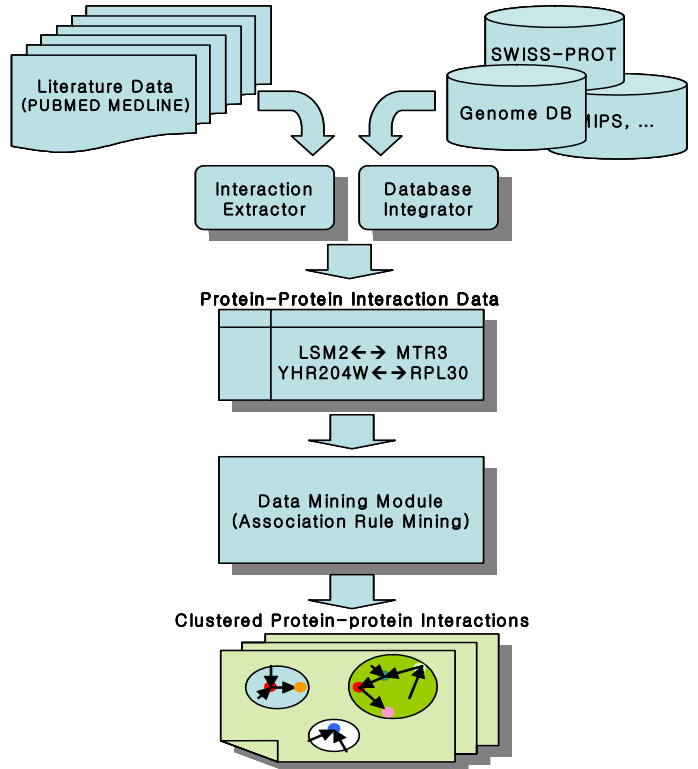 Literature Data
(PUBMED MEDLINE)
SWISS-PROT
Genome DB
MIPS, ...
Interaction
Extractor
Database
Integrator
Protein-Protein Interaction Data
LSM2←→ MTR3
YHR204W←→RPL30
Data Mining Module
(Association Rule Mining)
Clustered Protein-protein Interactions